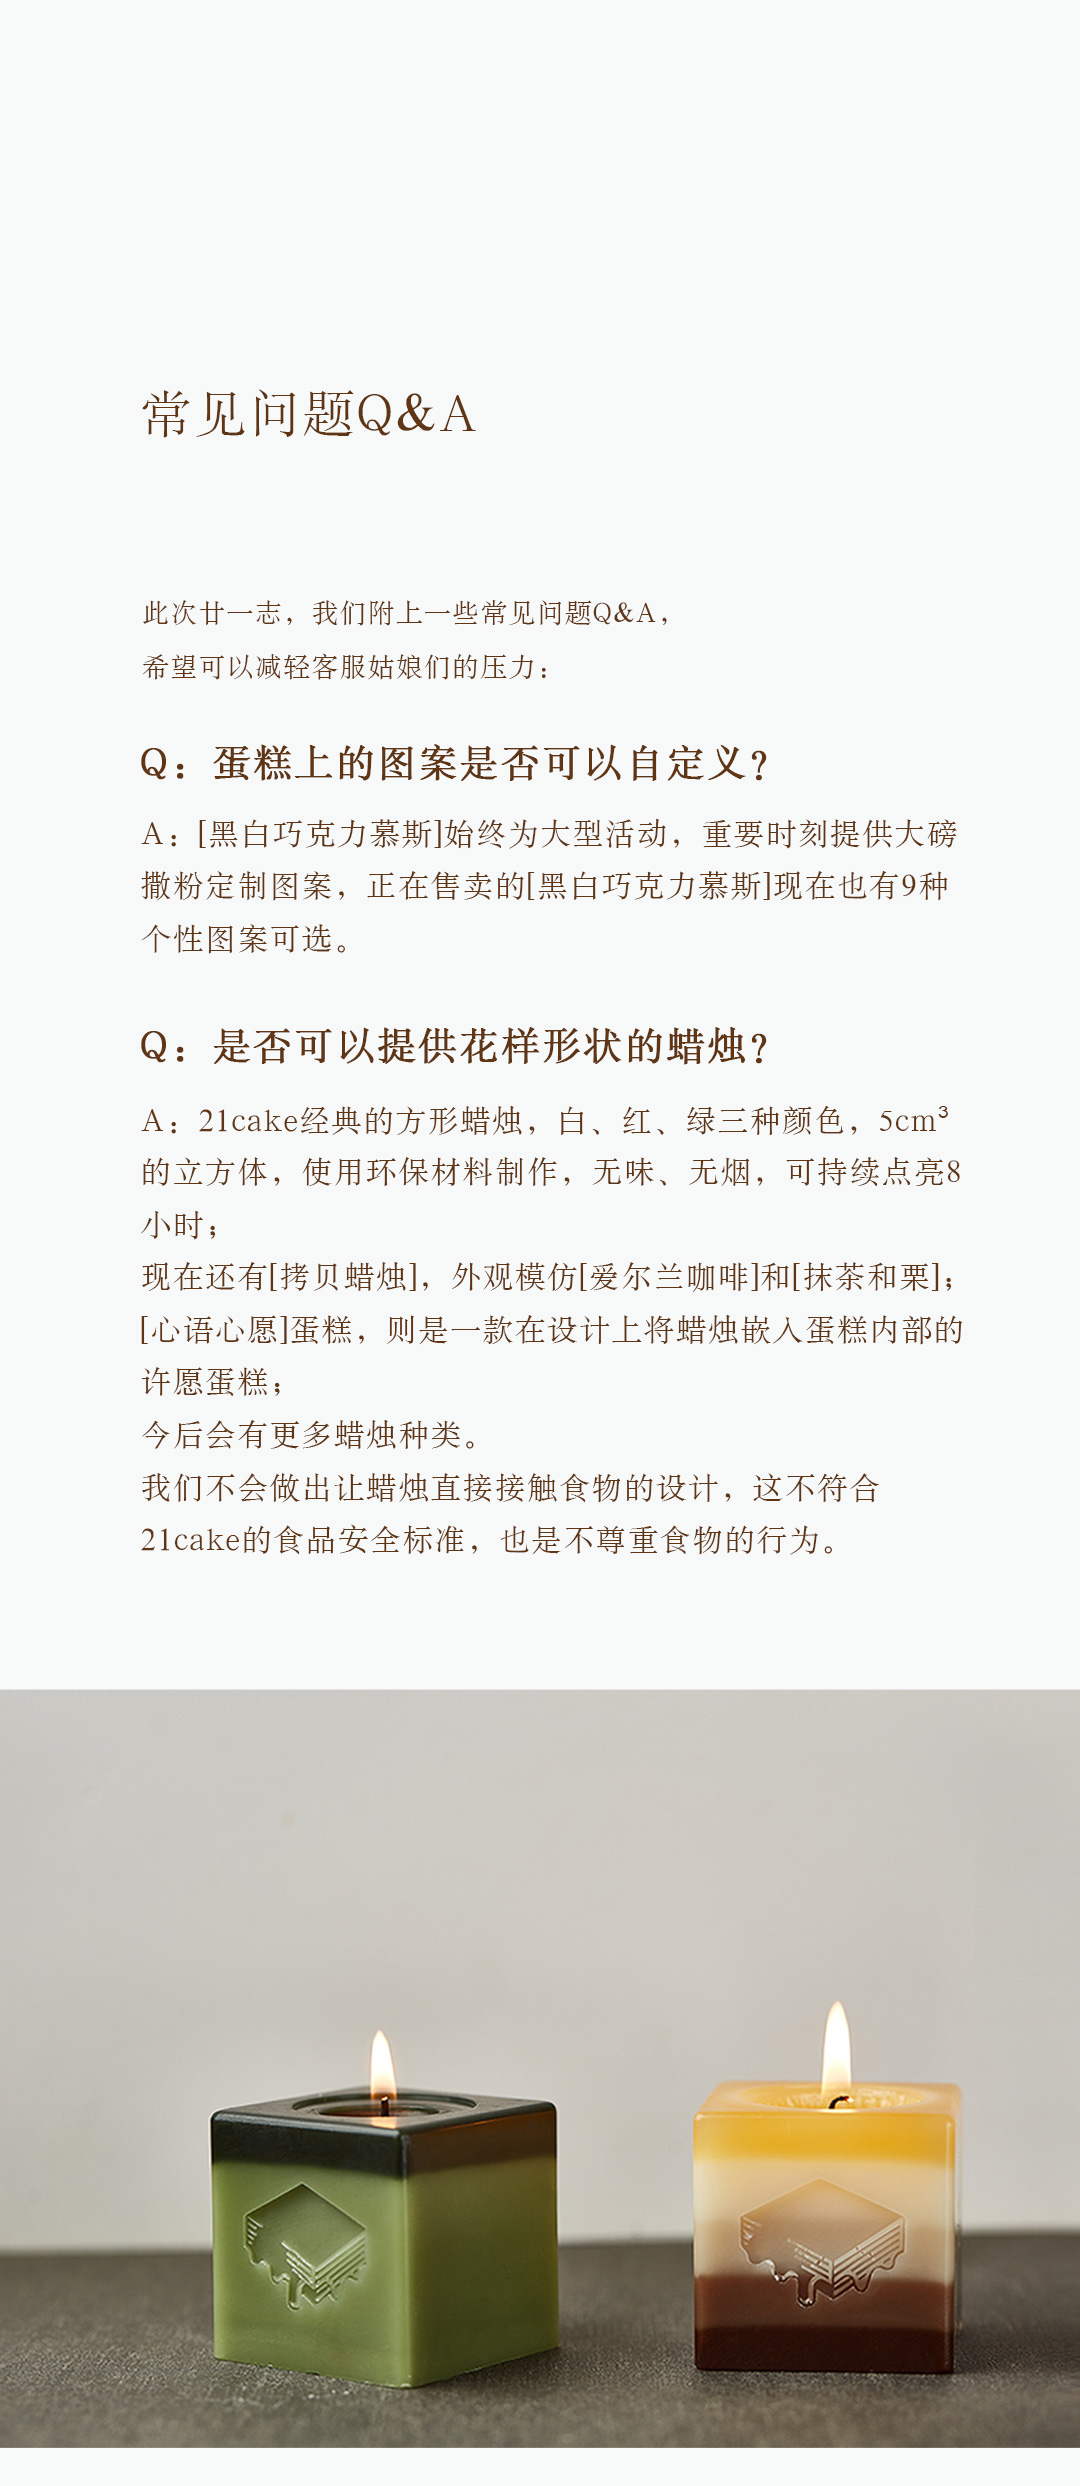 常见问题Q&A
此次廿一志，我们附上一些常见问题Q&A，
希望可以减轻客服姑娘们的压力：
Q：蛋糕上的图案是否可以自定义？
A：[黑白巧克力慕斯]始终为大型活动，重要时刻提供大磅
撒粉定制图案，正在售卖的[黑白巧克力慕斯]现在也有9种
个性图案可选。
Q：是否可以提供花样形状的蜡烛？
A：21cake经典的方形蜡烛，白、红、绿三种颜色，5cm³
的立方体，使用环保材料制作，无味、无烟，可持续点亮8
小时；
现在还有[拷贝蜡烛]，外观模仿[爱尔兰咖啡]和[抹茶和栗]；
[心语心愿]蛋糕，则是一款在设计上将蜡烛嵌入蛋糕内部的
许愿蛋糕；
今后会有更多蜡烛种类。
我们不会做出让蜡烛直接接触食物的设计，这不符合
21cake的食品安全标准，也是不尊重食物的行为。